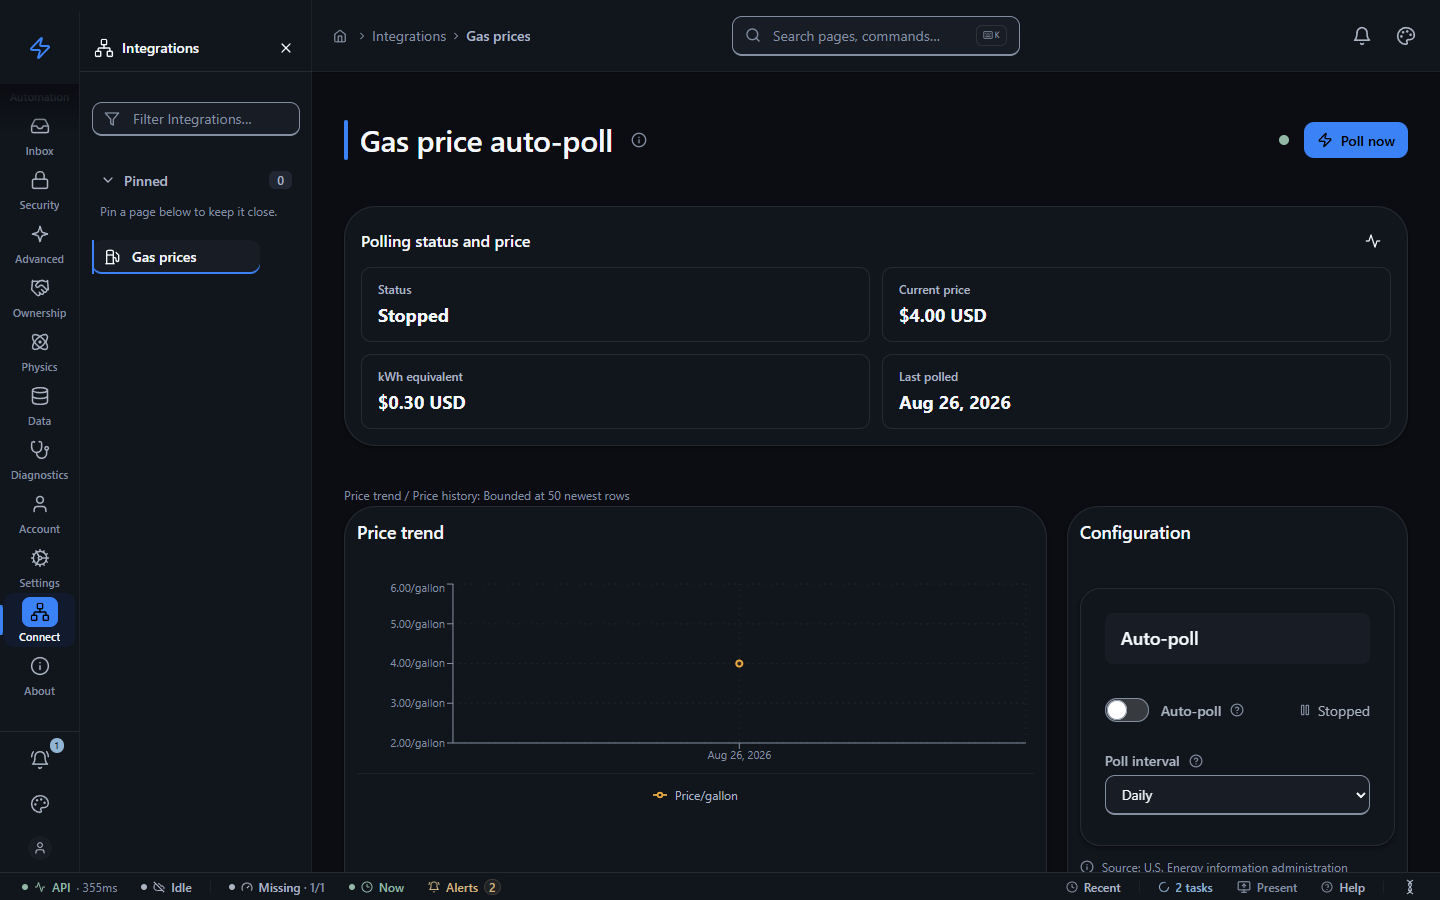 Integrations
Integrations
Gas prices
Search pages, commands...
K
Automation
Inbox
Security
Advanced
Ownership
Physics
Data
Diagnostics
Account
Settings
Connect
About
1
Filter Integrations...
Pinned
0
Pin a page below to keep it close.
Gas prices
Gas price auto-poll
Poll now
Polling status and price
Status
Stopped
Current price
$4.00 USD
kWh equivalent
$0.30 USD
Last polled
Aug 26, 2026
Price trend / Price history: Bounded at 50 newest rows
Price trend
6.00/gallon
5.00/gallon
4.00/gallon
3.00/gallon
2.00/gallon
Aug 26, 2026
Price/gallon
Configuration
Auto-poll
Auto-poll
Stopped
Poll interval
Daily
Source: U.S. Energy information administration
API · 355ms
Idle
Missing · 1/1
Now
Alerts 2
Recent
2 tasks
Present
Help